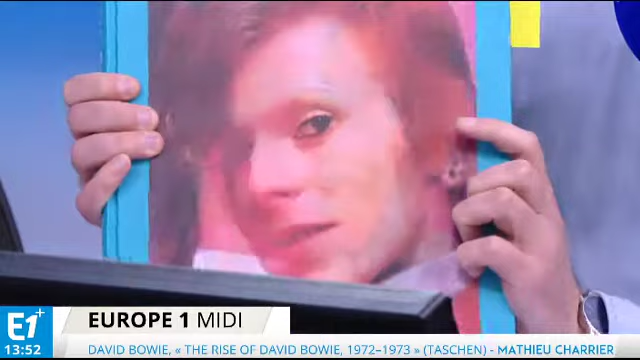 E1+
EUROPE 1 MIDI
13:52
DAVID BOWIE, « THE RISE OF DAVID BOWIE, 1972–1973 » (TASCHEN) - MATHIEU CHARRIER